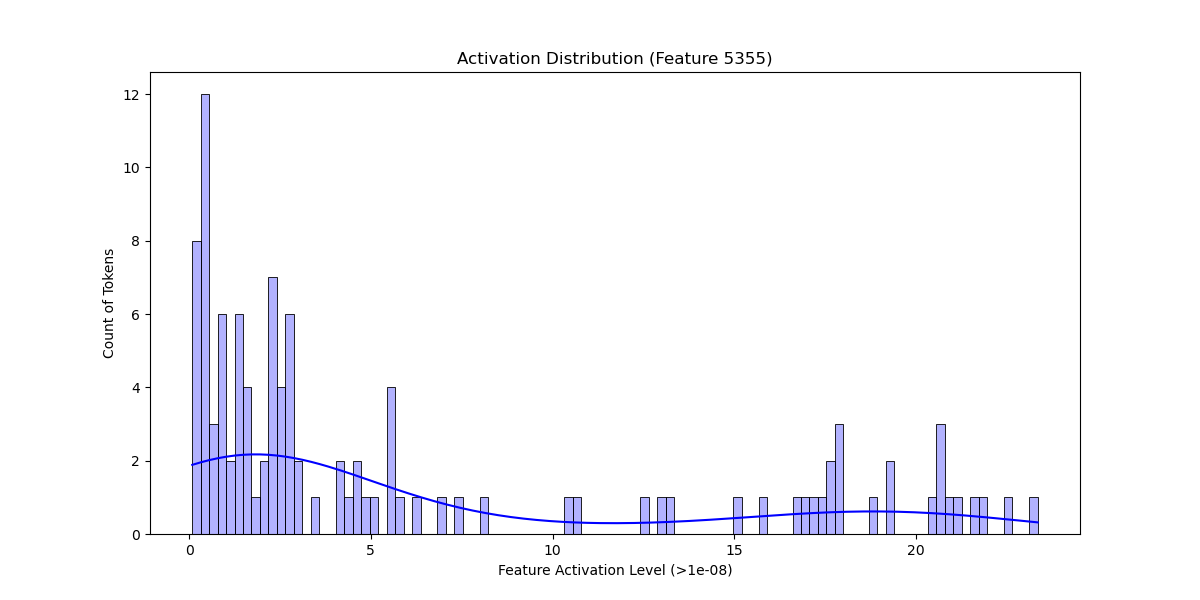 Activation Distribution (Feature 5355)
12
10
8
6
4
2
0
Count of Tokens
0 5 10 15 20
Feature Activation Level (>1e-08)